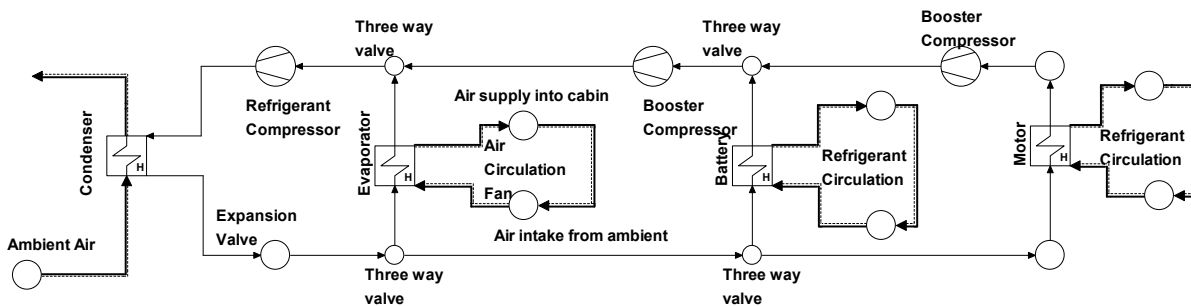 Three way
valve
Three way
valve
Booster
Compressor
Refrigerant
Compressor
Air supply into cabin
Booster
Compressor
Condenser
H
Evaporator
H
Air
Circulation
Fan
Battery
H
Refrigerant
Circulation
Motor
H
Refrigerant
Circulation
Expansion
Valve
Ambient Air
Air intake from ambient
Three way
valve
Three way
valve